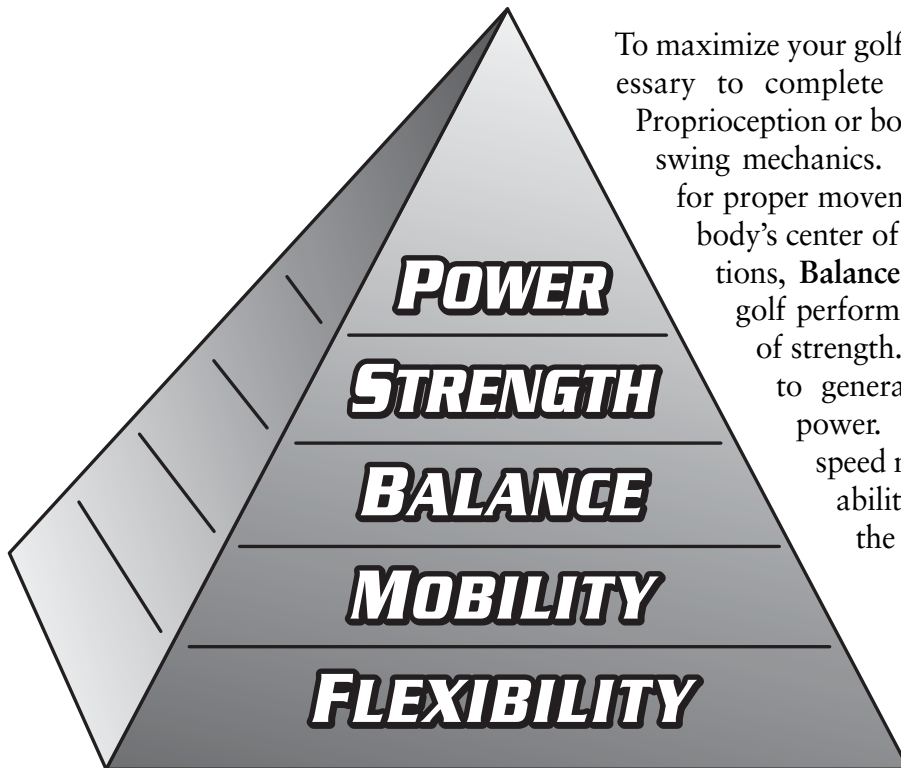 To maximize your golf
essary to complete
Proprioception or bo
swing mechanics.
for proper moven
body's center of
tions, Balance
golf perform
of strength.
to genera
power.
speed r
abilit
the
POWER
STRENGTH
BALANCE
MOBILITY
FLEXIBILITY